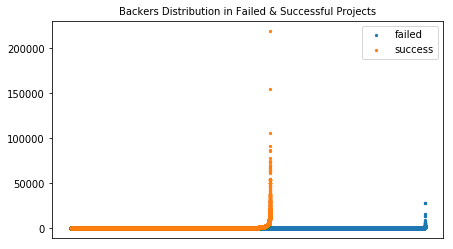 Backers Distribution in Failed & Successful Projects
failed
success
200000
150000
100000
50000
0